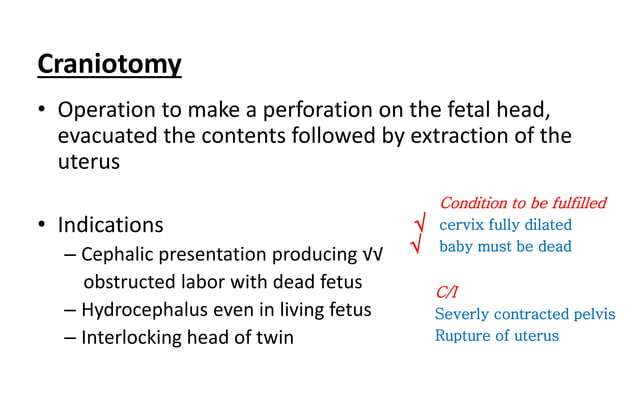 Craniotomy
• Operation to make a perforation on the fetal head,
evacuated the contents followed by extraction of the
uterus
• Indications
– Cephalic presentation producing √√
obstructed labor with dead fetus
– Hydrocephalus even in living fetus
– Interlocking head of twin
Condition to be fulfilled
√ cervix fully dilated
√ baby must be dead
C/I
Severly contracted pelvis
Rupture of uterus